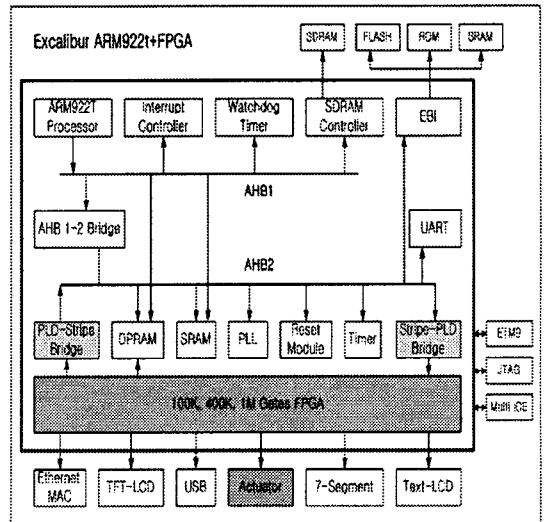 Excalibur ARM922t+FPGA
SDRAM
FLASH
ROM
SRAM
ARM922T
Processor
Interrupt
Controller
Watchdog
Timer
SDRAM
Controller
EBI
AHB1
AHB 1-2 Bridge
UART
AHB2
PLD-Stripe
Bridge
DPRAM
SRAM
PLL
Reset
Module
Timer
Stripe-PLD
Bridge
ETM9
JTAG
Multi ICE
100K, 400K, 1M Gates FPGA
Ethernet
MAC
TFT-LCD
USB
Actuator
7-Segment
Text-LCD